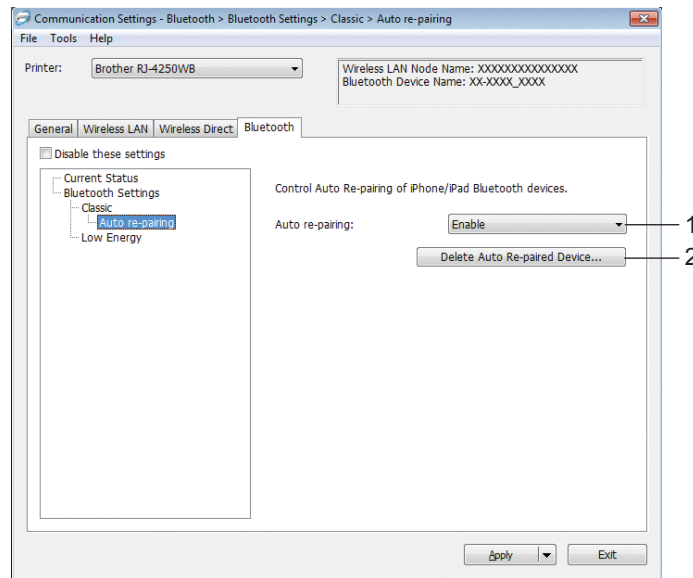 Communication Settings - Bluetooth > Bluetooth Settings > Classic > Auto re-pairing
File Tools Help
Printer: Brother RJ-4250WB
Wireless LAN Node Name: XXXXXXXXXXXXXXX
Bluetooth Device Name: XX-XXXX_XXXX
General Wireless LAN Wireless Direct Bluetooth
Disable these settings
Current Status
Bluetooth Settings
Classic
Auto re-pairing
Low Energy
Control Auto Re-pairing of iPhone/iPad Bluetooth devices.
Auto re-pairing: Enable 1
Delete Auto Re-paired Device... 2
Apply Exit